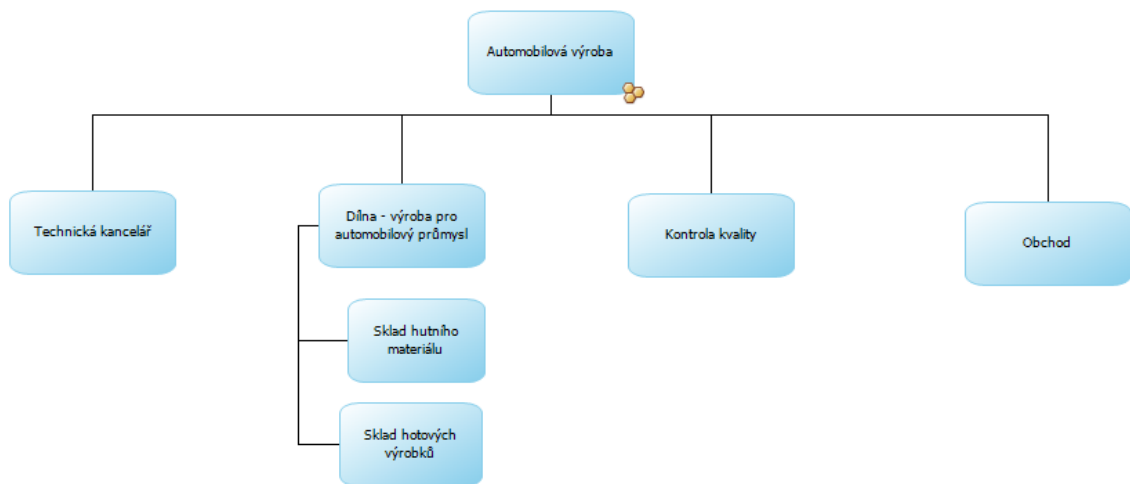 Automobilová výroba
Technická kancelář
Dílna - výroba pro
automobilový průmysl
Kontrola kvality
Obchod
Sklad hutního
materiálu
Sklad hotových
výrobků